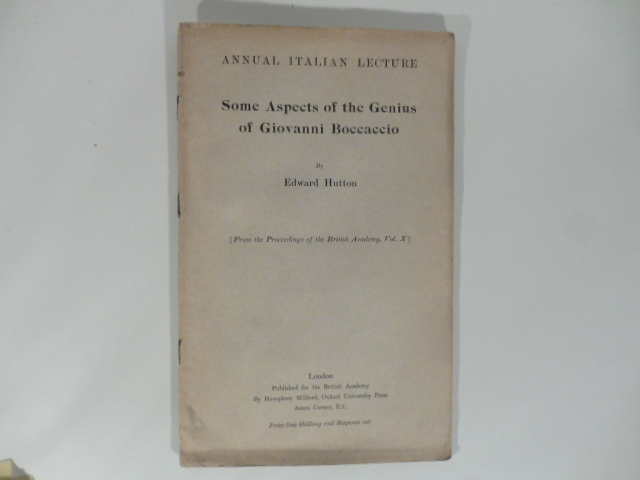 ANNUAL ITALIAN LECTURE
Some Aspects of the Genius
of Giovanni Boccaccio
By
Edward Hutton
[From the Proceedings of the British Academy, Vol. X]
London
Published for the British Academy
By Humphrey Milford, Oxford University Press
Amen Corner, E.C.
Price One Shilling and Sixpence net